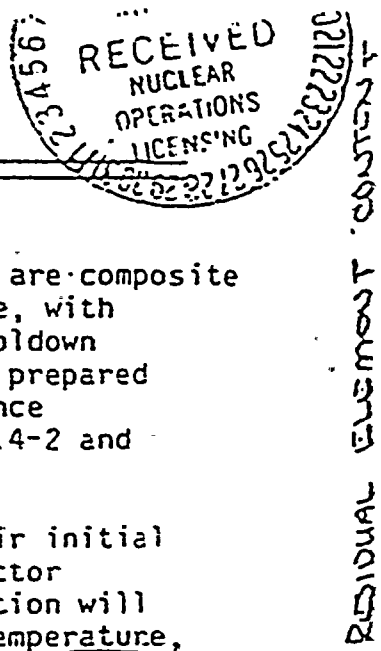 RECEIVED
NUCLEAR
OPERATIONS
LICENSING
are composite
e, with
oldown
prepared
nce
.4-2 and
ir initial
ctor
tion will
emperature,
RESIDUAL ELEMENT CONTENT